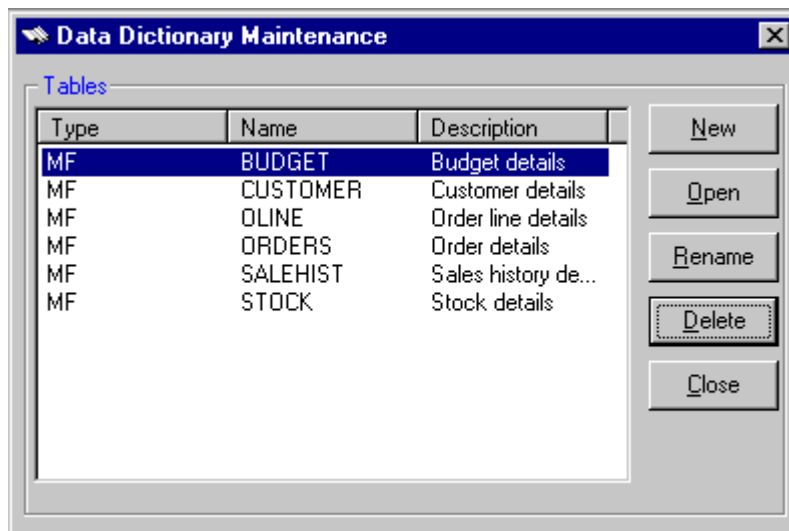 Data Dictionary Maintenance
Tables
Type Name Description
MF BUDGET Budget details
MF CUSTOMER Customer details
MF OLINE Order line details
MF ORDERS Order details
MF SALEHIST Sales history de...
MF STOCK Stock details
New
Open
Rename
Delete
Close